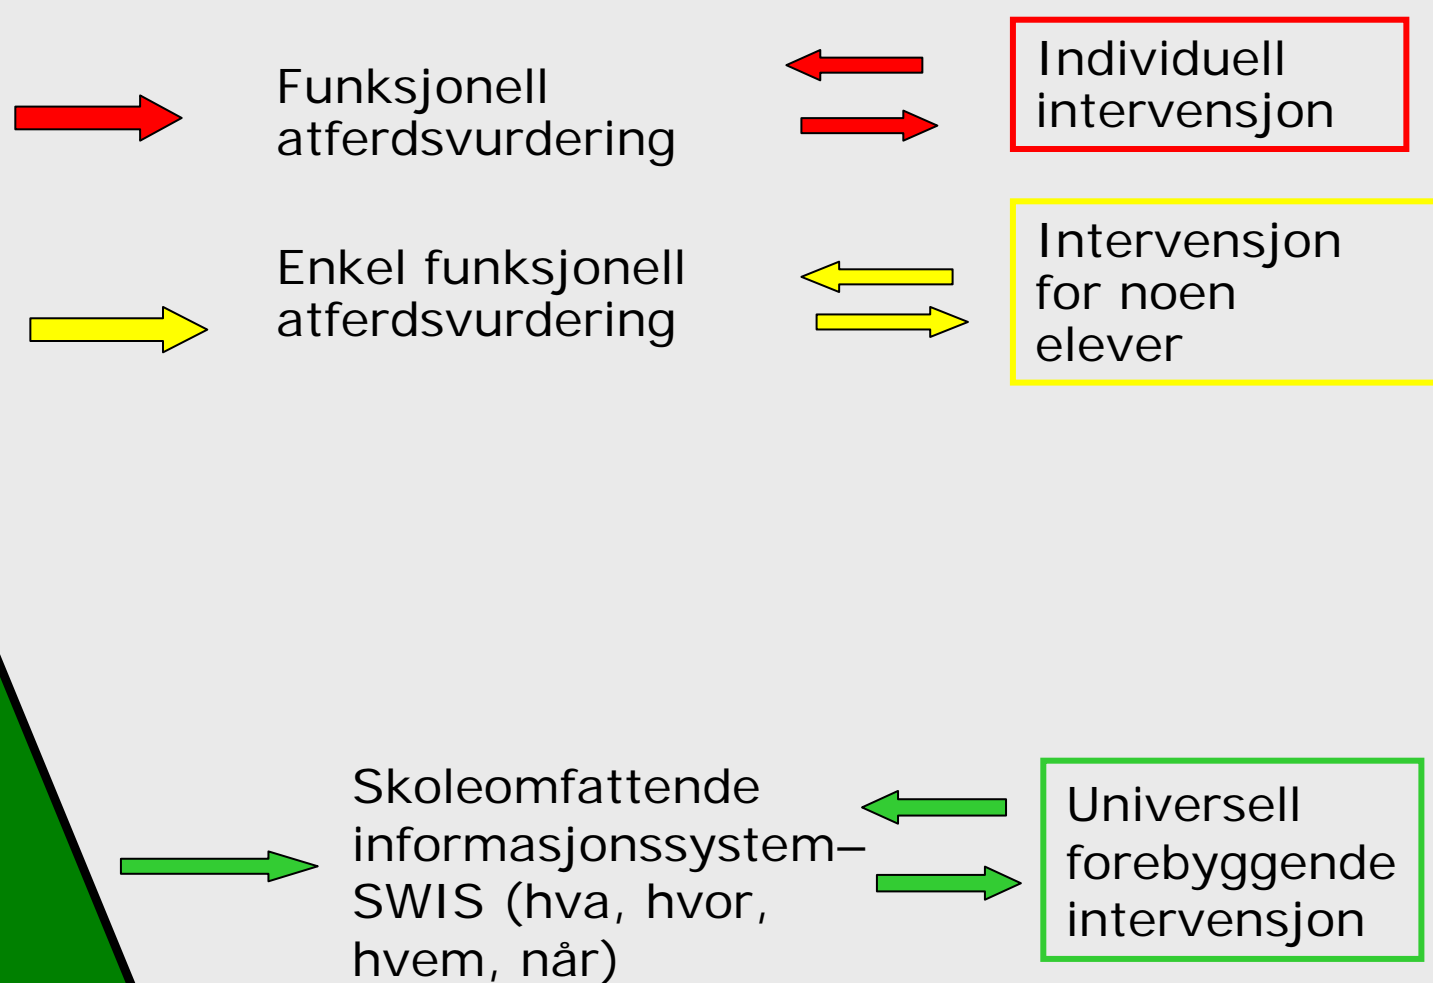 Funksjonell
atferdsvurdering
Individuell
intervensjon
Enkel funksjonell
atferdsvurdering
Intervensjon
for noen
elever
Skoleomfattende
informasjonssystem–
SWIS (hva, hvor,
hvem, når)
Universell
forebyggende
intervensjon